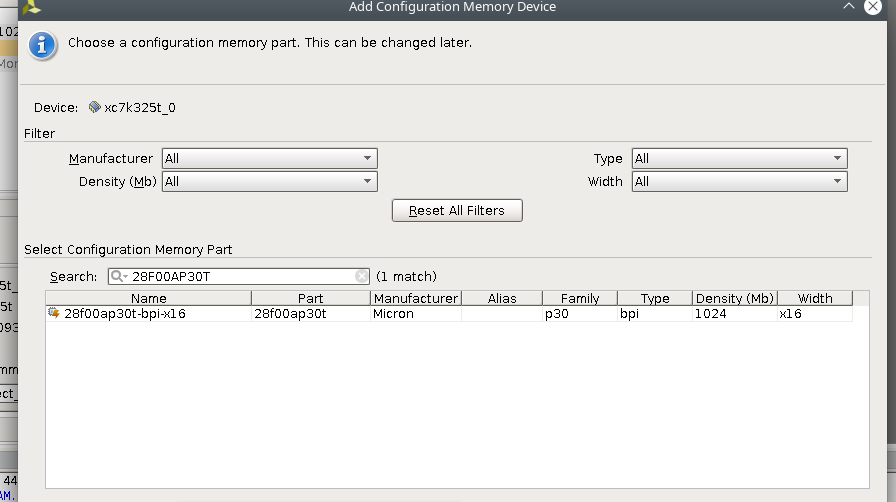 Add Configuration Memory Device
Choose a configuration memory part. This can be changed later.
Device: xc7k325t_0
Filter
Manufacturer All Type All
Density (Mb) All Width All
Reset All Filters
Select Configuration Memory Part
Search: 28F00AP30T (1 match)
Name Part Manufacturer Alias Family Type Density (Mb) Width
28f00ap30t-bpi-x16 28f00ap30t Micron p30 bpi 1024 x16
44